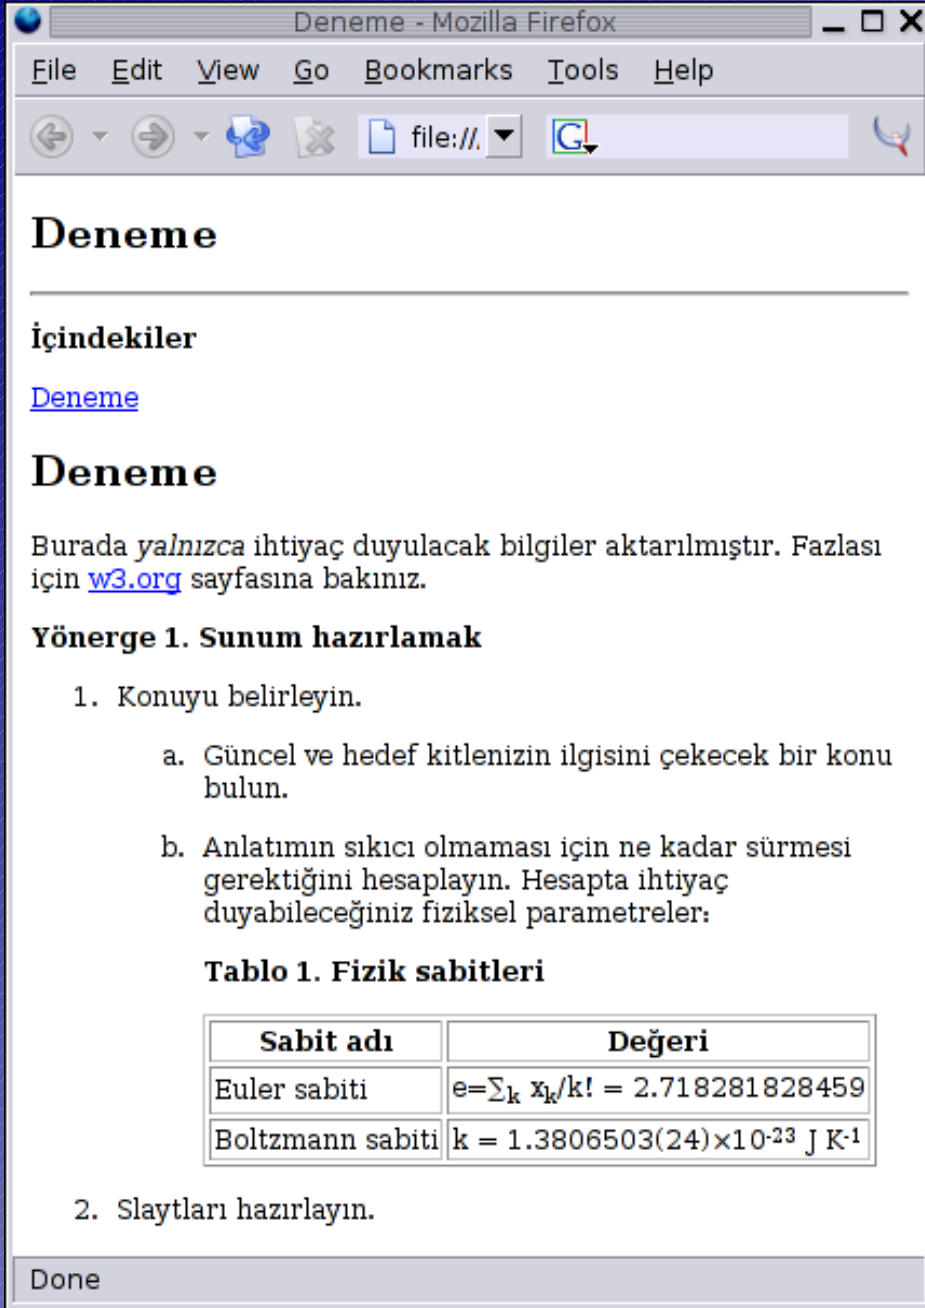 Deneme - Mozilla Firefox
File Edit View Go Bookmarks Tools Help
file://. G
Deneme
İçindekiler
Deneme
Deneme
Burada yalnızca ihtiyaç duyulacak bilgiler aktarılmıştır. Fazlası
için w3.org sayfasına bakınız.
Yönerge 1. Sunum hazırlamak
1. Konuyu belirleyin.
a. Güncel ve hedef kitlenizin ilgisini çekecek bir konu
bulun.
b. Anlatımın sıkıcı olmaması için ne kadar sürmesi
gerektiğini hesaplayın. Hesapta ihtiyaç
duyabileceğiniz fiziksel parametreler:
Tablo 1. Fizik sabitleri
Sabit adı Değeri
Euler sabiti e=∑ₖ xₖ/k! = 2.718281828459
Boltzmann sabiti k = 1.3806503(24)×10⁻²³ J K⁻¹
2. Slaytları hazırlayın.
Done